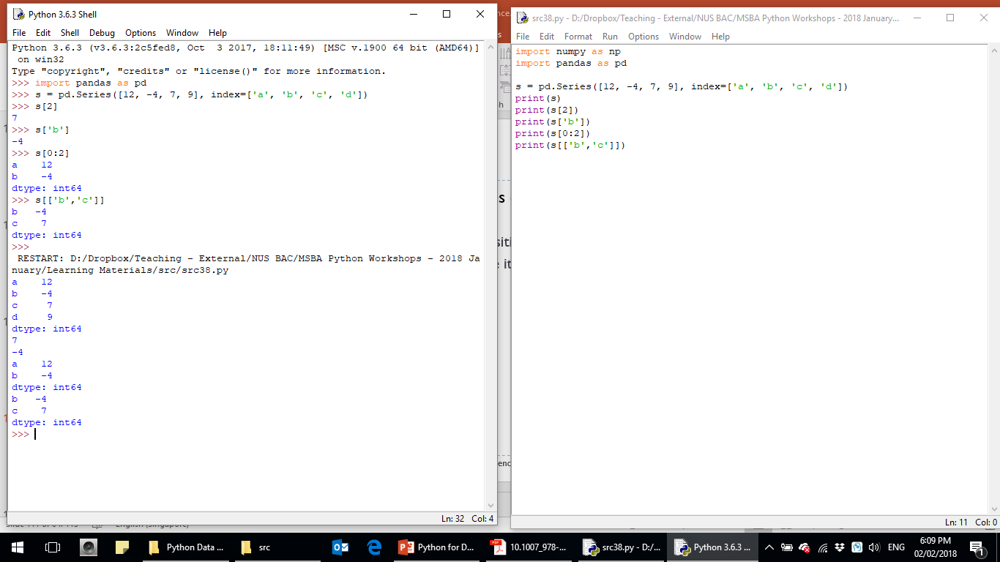 Python 3.6.3 Shell
File Edit Shell Debug Options Window Help
Python 3.6.3 (v3.6.3:2c5fed8, Oct  3 2017, 18:11:49) [MSC v.1900 64 bit (AMD64)]
 on win32
Type "copyright", "credits" or "license()" for more information.
>>> import pandas as pd
>>> s = pd.Series([12, -4, 7, 9], index=['a', 'b', 'c', 'd'])
>>> s[2]
7
>>> s['b']
-4
>>> s[0:2]
a    12
b    -4
dtype: int64
>>> s[['b','c']]
b   -4
c    7
dtype: int64
>>>
 RESTART: D:/Dropbox/Teaching - External/NUS BAC/MSBA Python Workshops - 2018 Ja
nuary/Learning Materials/src/src38.py
a    12
b    -4
c     7
d     9
dtype: int64
7
-4
a    12
b    -4
dtype: int64
b   -4
c    7
dtype: int64
>>>
Ln: 32 Col: 4
src38.py - D:/Dropbox/Teaching - External/NUS BAC/MSBA Python Workshops - 2018 January...
File Edit Format Run Options Window Help
import numpy as np
import pandas as pd
s = pd.Series([12, -4, 7, 9], index=['a', 'b', 'c', 'd'])
print(s)
print(s[2])
print(s['b'])
print(s[0:2])
print(s[['b','c']])
Ln: 11 Col: 0
Python Data ...
src
Python for D...
10.1007_978-...
src38.py - D:/...
Python 3.6.3 ...
ENG
6:09 PM
02/02/2018
1